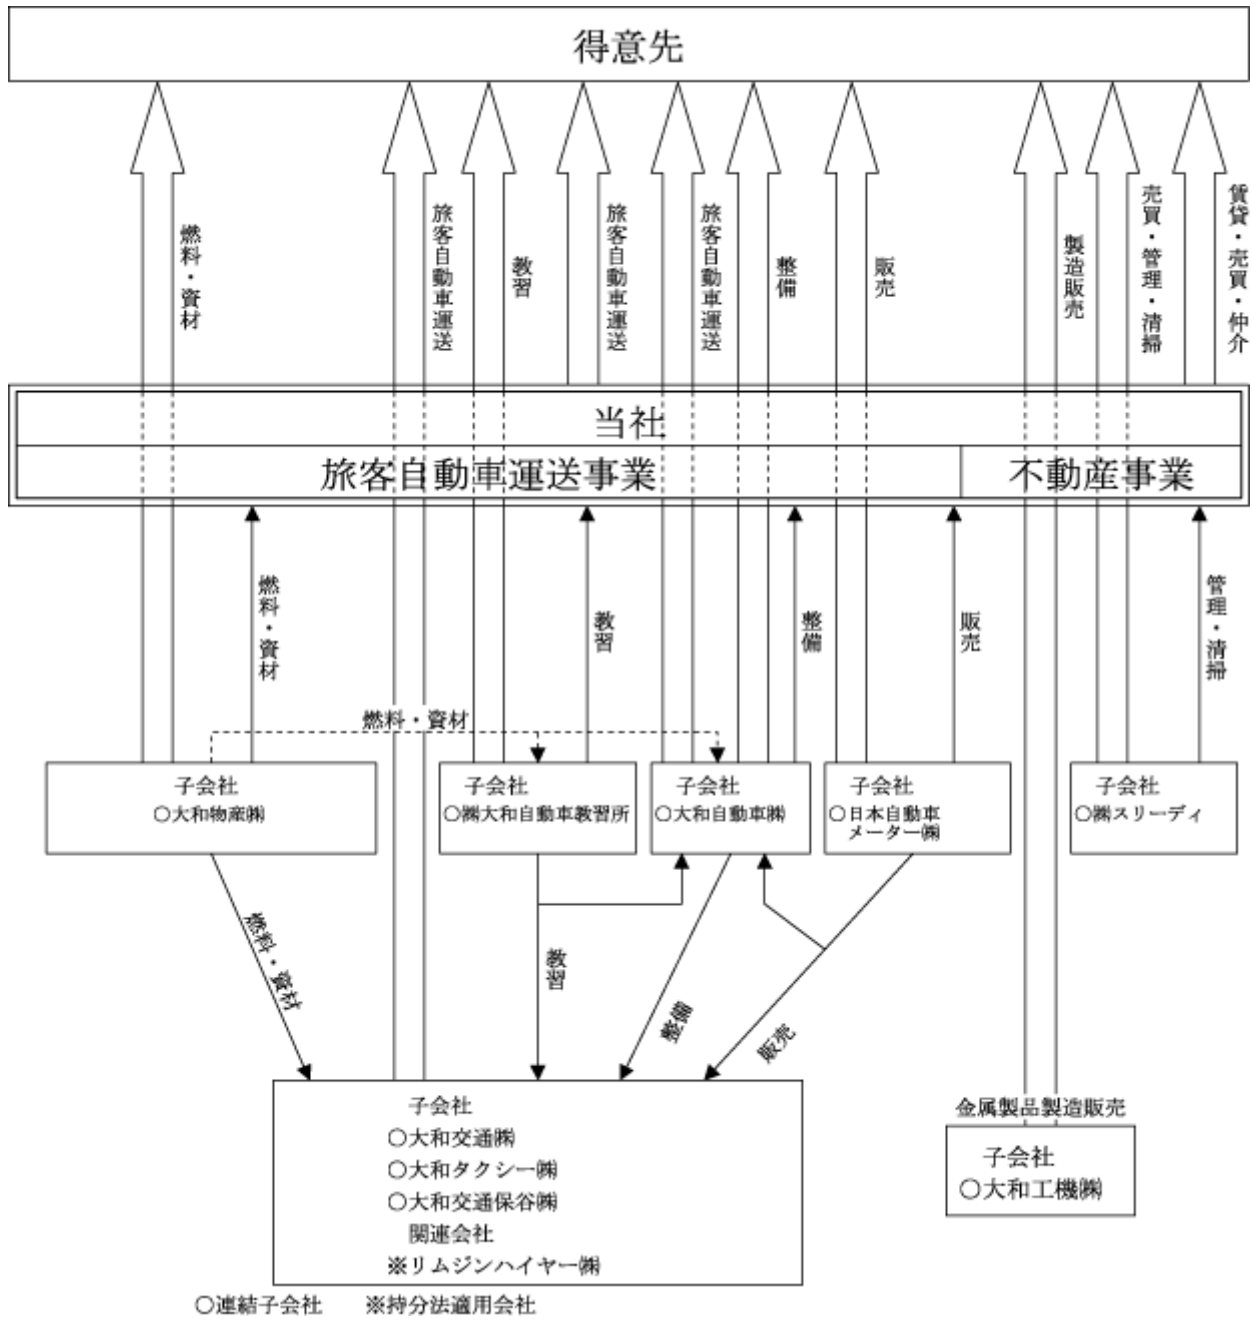 得意先
燃料・資材
旅客自動車運送
教習
旅客自動車運送
旅客自動車運送
整備
販売
製造販売
売買・管理・清掃
賃貸・売買・仲介
当社
旅客自動車運送事業
不動産事業
燃料・資材
教習
整備
販売
管理・清掃
燃料・資材
子会社
○大和物産㈱
子会社
○㈱大和自動車教習所
子会社
○大和自動車㈱
子会社
○日本自動車
メーター㈱
子会社
○㈱スリーディ
燃料・資材
教習
整備
販売
子会社
○大和交通㈱
○大和タクシー㈱
○大和交通保谷㈱
関連会社
※リムジンハイヤー㈱
金属製品製造販売
子会社
○大和工機㈱
○連結子会社　※持分法適用会社